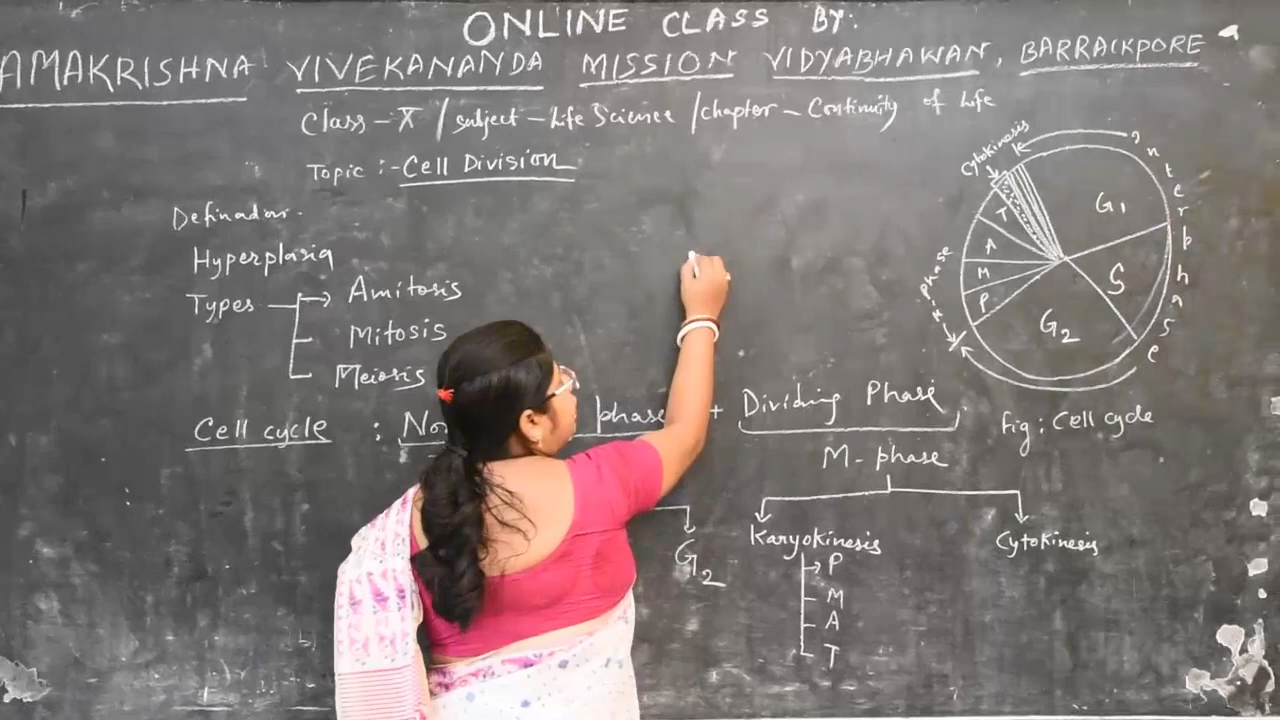 ONLINE CLASS BY:
AMAKRISHNA VIVEKANANDA MISSION VIDYABHAWAN, BARRACKPORE
Class - X / subject - Life Science / chapter - Continuity of Life
Topic :- Cell Division
Hyperplasia
Types → Amitosis
Mitosis
Meiosis
Cell cycle : No phase + Dividing Phase
M - phase
G2
Karyokinesis
P
M
A
T
Cytokinesis
Cytokinesis
Interphase
G1
S
G2
M-Phase
T
A
M
P
Fig : Cell cycle